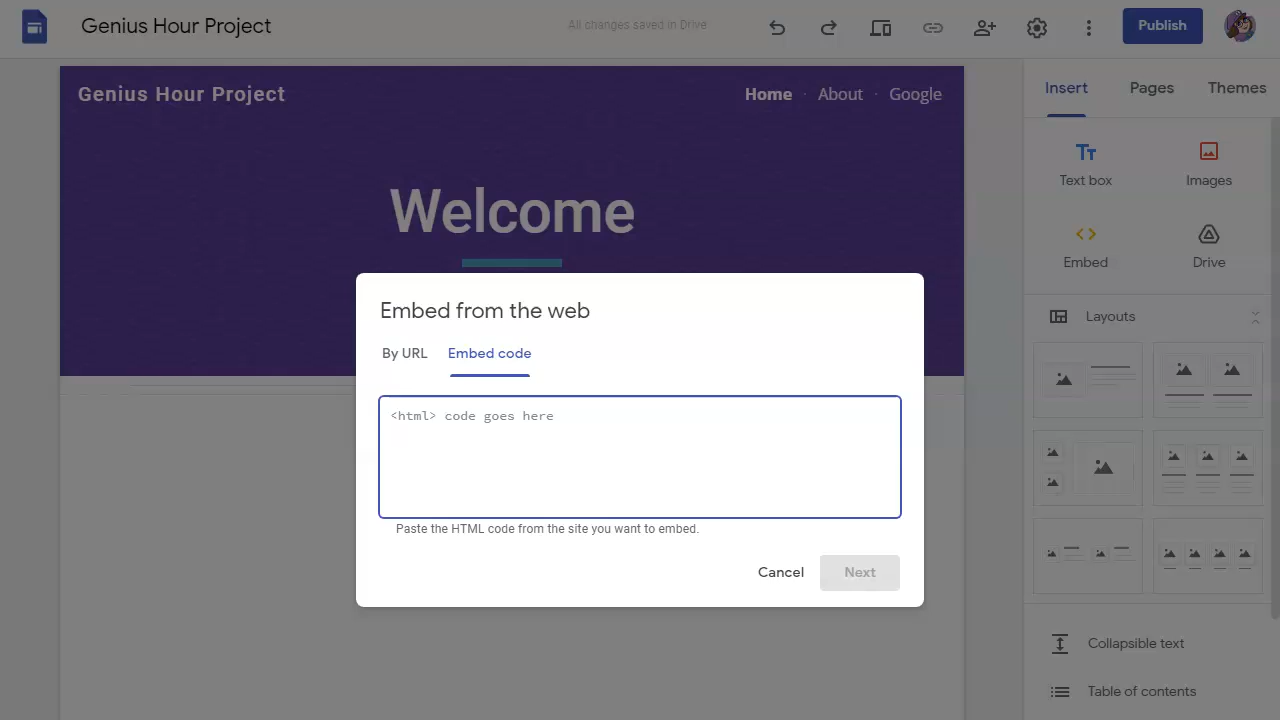 Genius Hour Project
All changes saved in Drive
Publish
Genius Hour Project
Home · About · Google
Insert
Pages
Themes
Welcome
Tt
Text box
Images
Embed
Drive
Layouts
Embed from the web
By URL
Embed code
<html> code goes here
Paste the HTML code from the site you want to embed.
Cancel
Next
Collapsible text
Table of contents